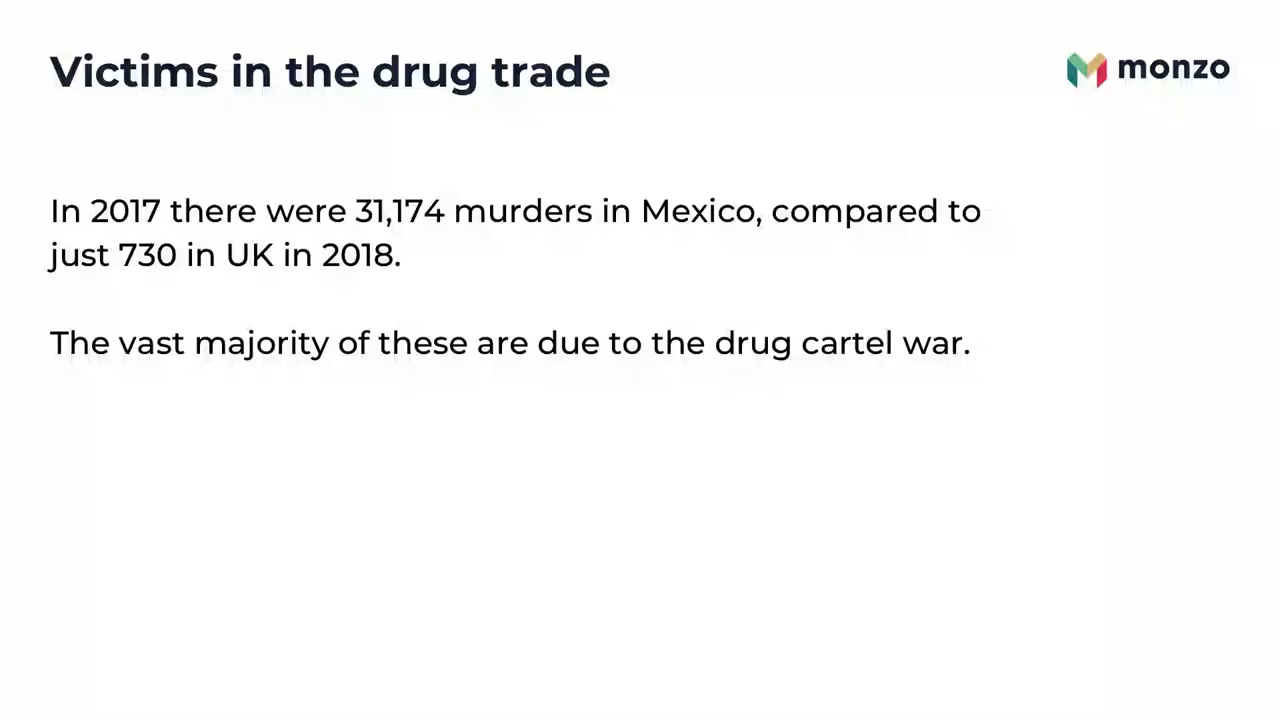 Victims in the drug trade
monzo
In 2017 there were 31,174 murders in Mexico, compared to
just 730 in UK in 2018.
The vast majority of these are due to the drug cartel war.